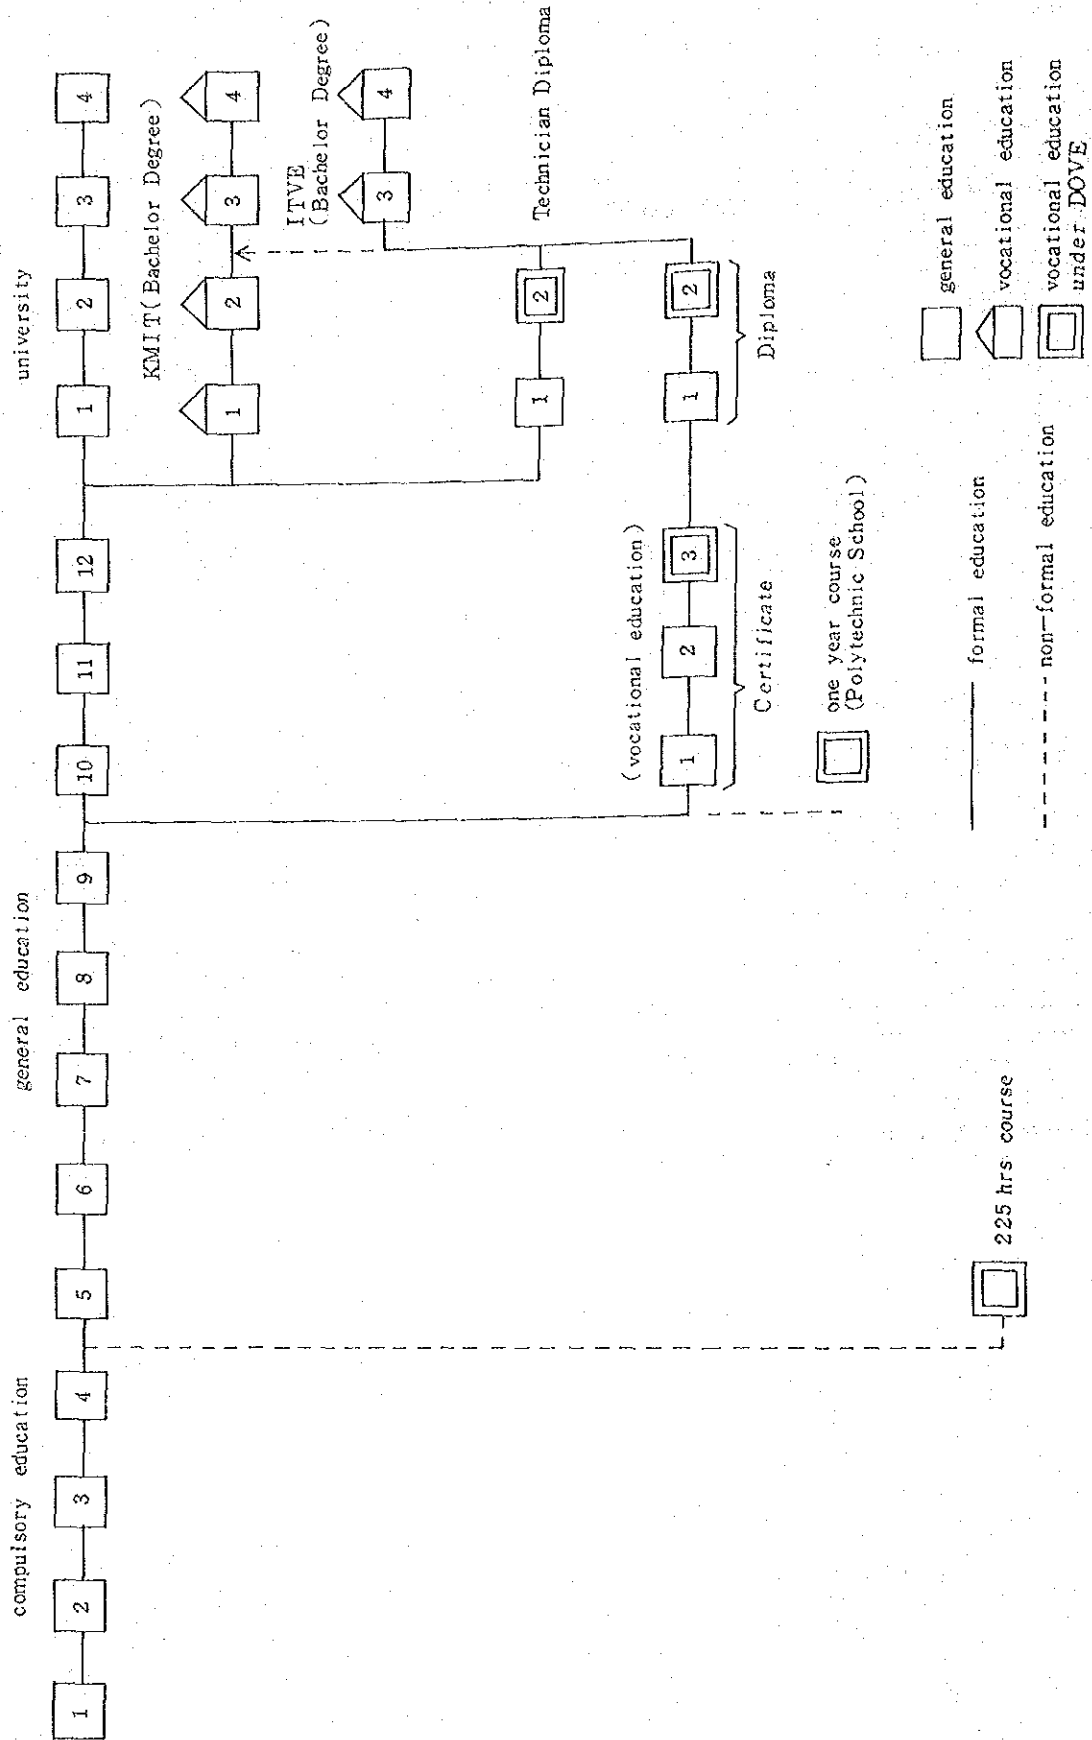 compulsory education
general education
university
1 2 3 4 5 6 7 8 9 10 11 12 1 2 3 4
KMIT(Bachelor Degree)
1 2 3 4
ITVE
(Bachelor Degree)
3 4
Technician Diploma
1 2
(vocational education)
1 2 3 1 2
Certificate
Diploma
one year course
(Polytechnic School)
225 hrs course
general education
formal education
vocational education
non-formal education
vocational education
under DOVE